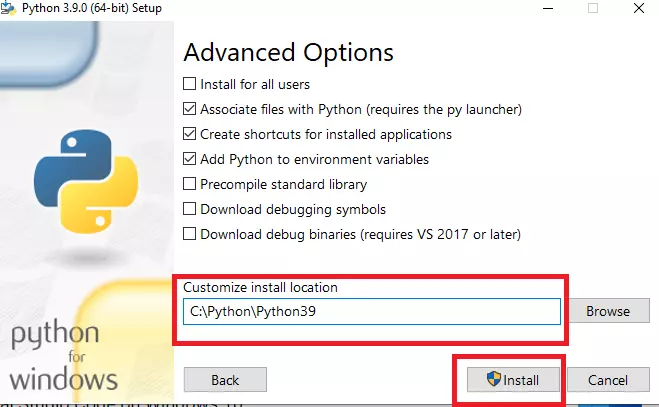 Python 3.9.0 (64-bit) Setup
Advanced Options
Install for all users
Associate files with Python (requires the py launcher)
Create shortcuts for installed applications
Add Python to environment variables
Precompile standard library
Download debugging symbols
Download debug binaries (requires VS 2017 or later)
Customize install location
C:\Python\Python39
Browse
python
for
windows
Back
Install
Cancel